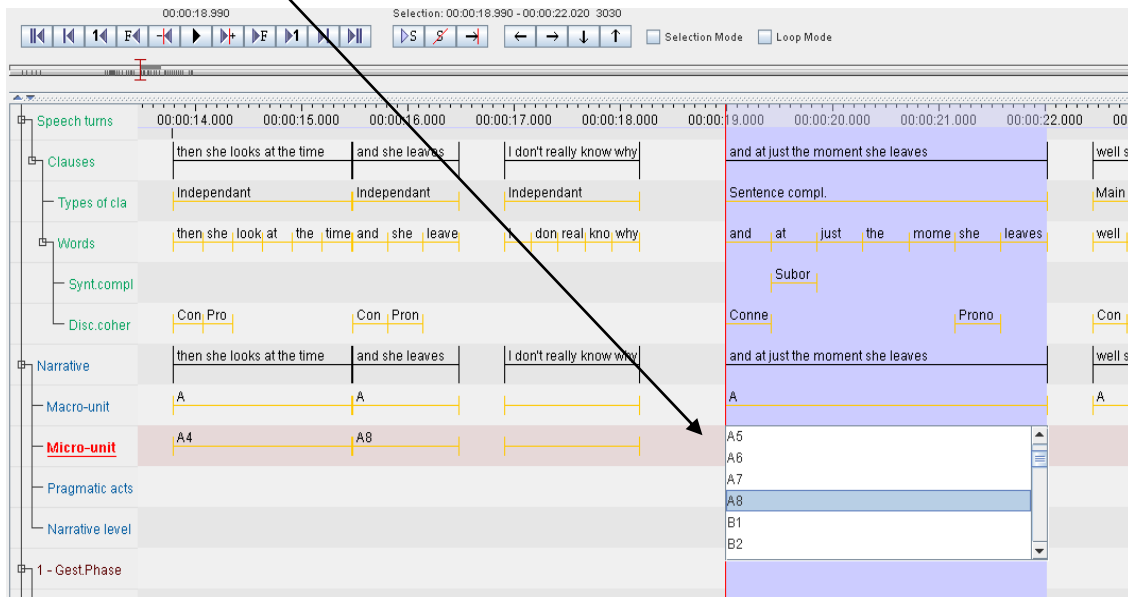 00:00:18.990 Selection: 00:00:18.990 - 00:00:22.020 3030
1 F + F 1 S S Selection Mode Loop Mode
00:00:14.000 00:00:15.000 00:00:16.000 00:00:17.000 00:00:18.000 00:00:19.000 00:00:20.000 00:00:21.000 00:00:22.000 00
Speech turns
Clauses then she looks at the time and she leaves I don't really know why and at just the moment she leaves well s
Types of cla Independant Independant Independant Sentence compl. Main
Words then she look at the time and she leave I don real kno why and at just the mome she leaves well
Synt.compl Subor
Disc.coher Con Pro Con Pron Conne Prono Con
Narrative then she looks at the time and she leaves I don't really know why and at just the moment she leaves well s
Macro-unit A A A A
Micro-unit A4 A8 A5
A6
A7
A8
Pragmatic acts
B1
Narrative level
B2
1 - Gest.Phase